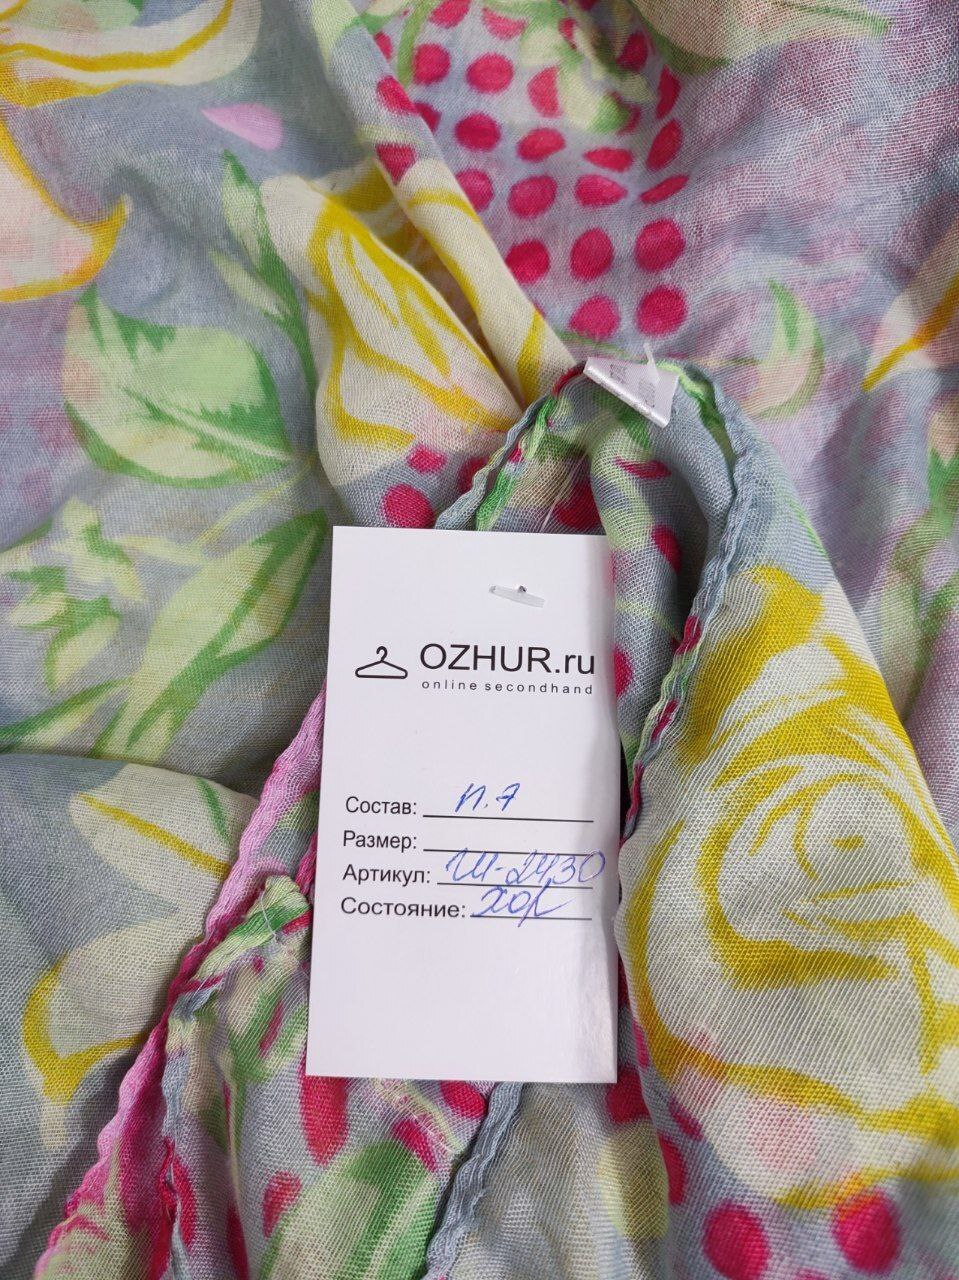 OZHUR.ru
online secondhand
Состав: п.э
Размер:
Артикул: Ш-2430
Состояние: хор